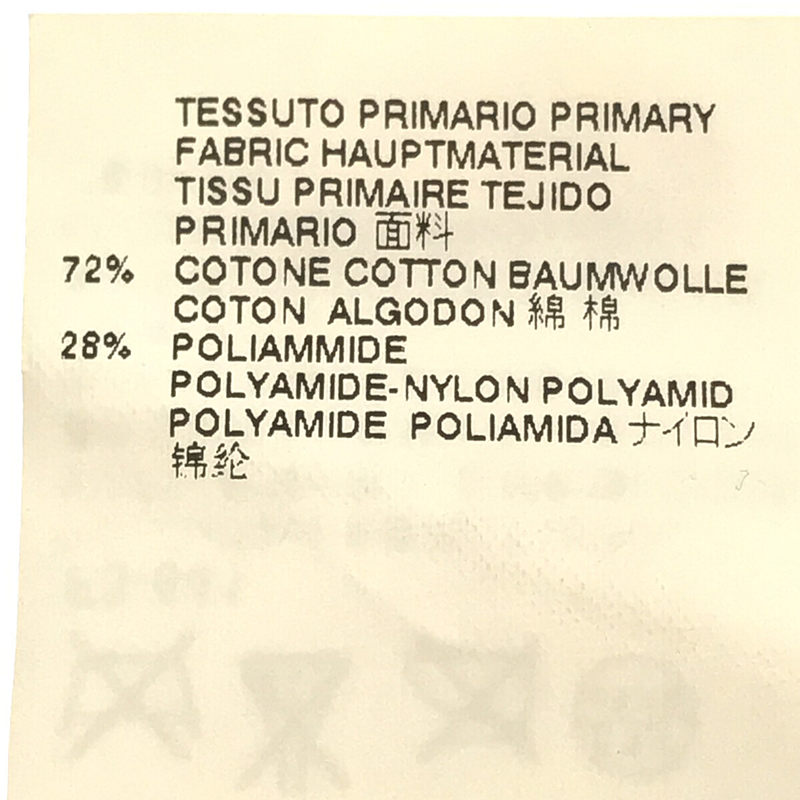 TESSUTO PRIMARIO PRIMARY
FABRIC HAUPTMATERIAL
TISSU PRIMAIRE TEJIDO
PRIMARIO 面料
72% COTONE COTTON BAUMWOLLE
COTON ALGODON 綿 棉
28% POLIAMMIDE
POLYAMIDE-NYLON POLYAMID
POLYAMIDE POLIAMIDA ナイロン
锦纶